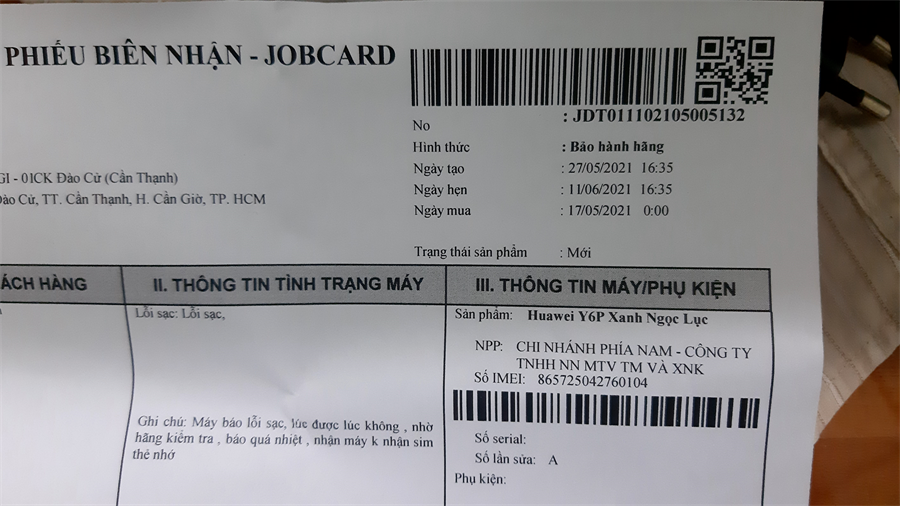 PHIẾU BIÊN NHẬN - JOBCARD
No : JDT011102105005132
Hình thức : Bảo hành hãng
Ngày tạo : 27/05/2021 16:35
Ngày hẹn : 11/06/2021 16:35
Ngày mua : 17/05/2021 0:00
Trạng thái sản phẩm : Mới
GI - 01CK Đào Cử (Cần Thạnh)
Đào Cử, TT. Cần Thạnh, H. Cần Giờ, TP. HCM
ÁCH HÀNG
II. THÔNG TIN TÌNH TRẠNG MÁY
Lỗi sạc: Lỗi sạc,
Ghi chú: Máy báo lỗi sạc, lúc được lúc không , nhờ
hãng kiểm tra , báo quá nhiệt , nhận máy k nhận sim
thẻ nhớ
III. THÔNG TIN MÁY/PHỤ KIỆN
Sản phẩm: Huawei Y6P Xanh Ngọc Lục
NPP: CHI NHÁNH PHÍA NAM - CÔNG TY
TNHH NN MTV TM VÀ XNK
Số IMEI: 865725042760104
Số serial:
Số lần sửa: A
Phụ kiện: